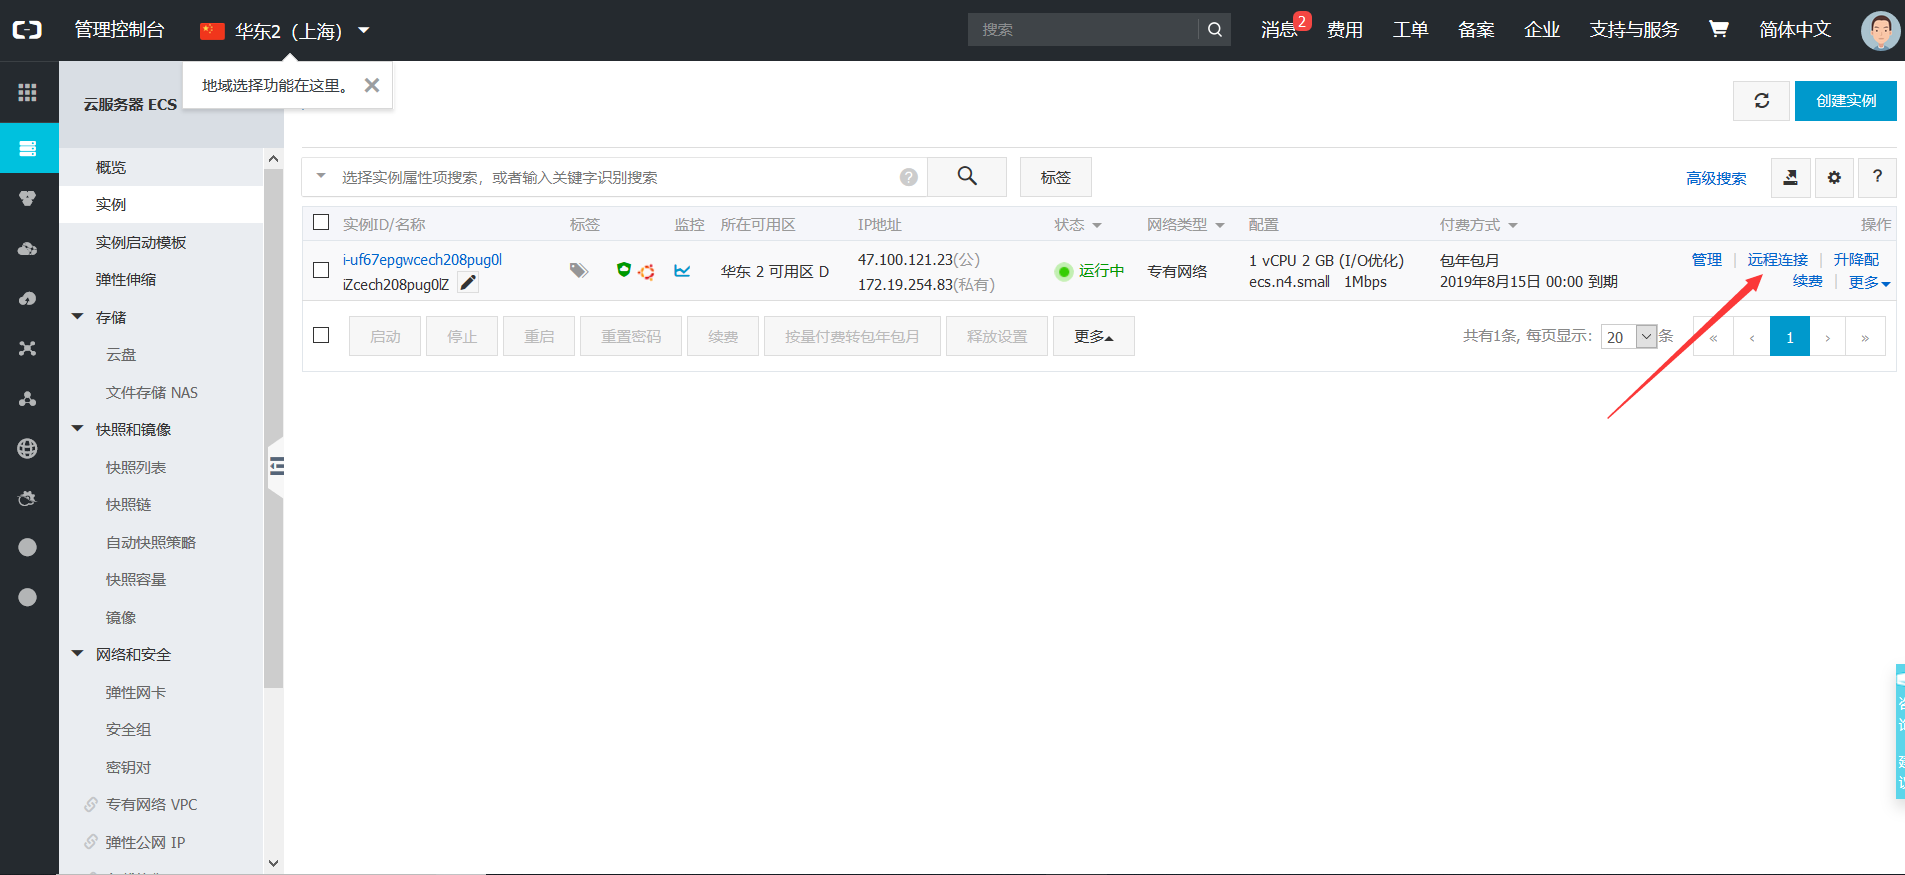 管理控制台 华东2（上海） 搜索 消息 2 费用 工单 备案 企业 支持与服务 简体中文
地域选择功能在这里。
云服务器 ECS
创建实例
概览
实例
实例启动模板
弹性伸缩
存储
云盘
文件存储 NAS
快照和镜像
快照列表
快照链
自动快照策略
快照容量
镜像
网络和安全
弹性网卡
安全组
密钥对
专有网络 VPC
弹性公网 IP
选择实例属性项搜索，或者输入关键字识别搜索 ? 标签 高级搜索 ?
实例ID/名称 标签 监控 所在可用区 IP地址 状态 网络类型 配置 付费方式 操作
i-uf67epgwcech208pug0l 47.100.121.23(公) 1 vCPU 2 GB (I/O优化) 包年包月 管理 | 远程连接 | 升降配
华东 2 可用区 D 运行中 专有网络
iZcech208pug0lZ 172.19.254.83(私有) ecs.n4.small 1Mbps 2019年8月15日 00:00 到期 续费 | 更多
启动 停止 重启 重置密码 续费 按量付费转包年包月 释放设置 更多 共有1条, 每页显示: 20 条 « ‹ 1 › »